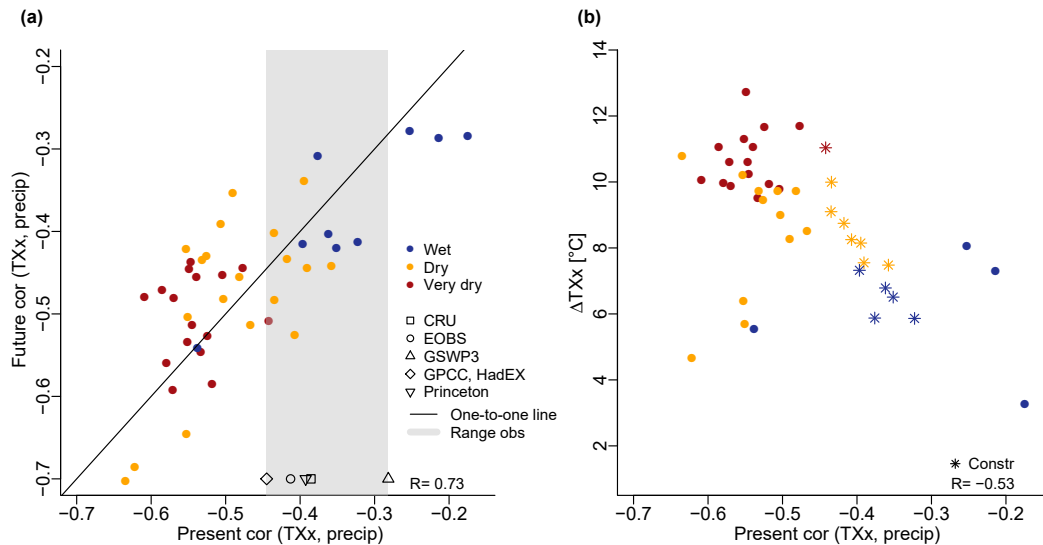 (a)
Future cor (TXx, precip)
−0.2
−0.3
−0.4
−0.5
−0.6
−0.7
Wet
Dry
Very dry
CRU
EOBS
GSWP3
GPCC, HadEX
Princeton
One-to-one line
Range obs
R= 0.73
−0.7 −0.6 −0.5 −0.4 −0.3 −0.2
Present cor (TXx, precip)
(b)
ΔTXx [°C]
14
12
10
8
6
4
2
Constr
R= −0.53
−0.7 −0.6 −0.5 −0.4 −0.3 −0.2
Present cor (TXx, precip)